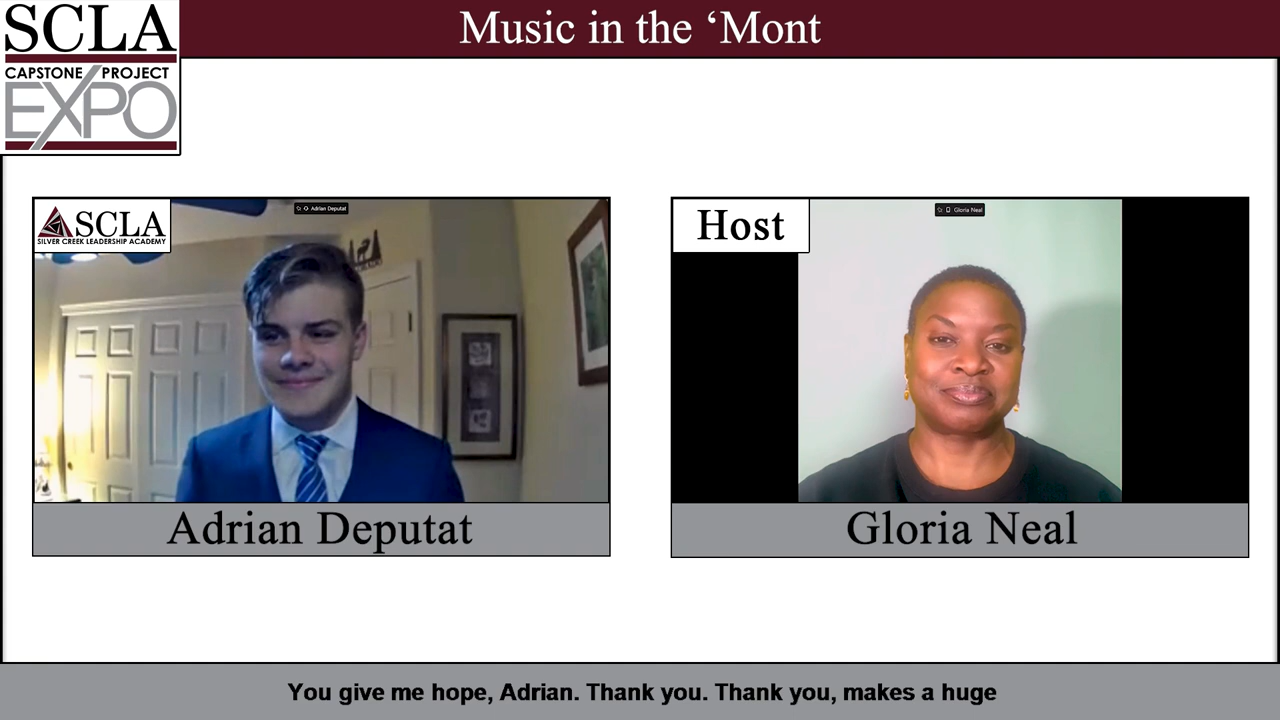 SCLA
CAPSTONE PROJECT
EXPO
Music in the ‘Mont
SCLA
SILVER CREEK LEADERSHIP ACADEMY
Adrian Deputat
Adrian Deputat
Host
Gloria Neal
Gloria Neal
You give me hope, Adrian. Thank you. Thank you, makes a huge